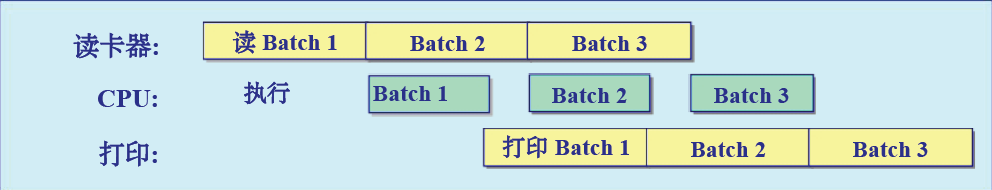 读卡器: 读 Batch 1 Batch 2 Batch 3
CPU: 执行 Batch 1 Batch 2 Batch 3
打印: 打印 Batch 1 Batch 2 Batch 3